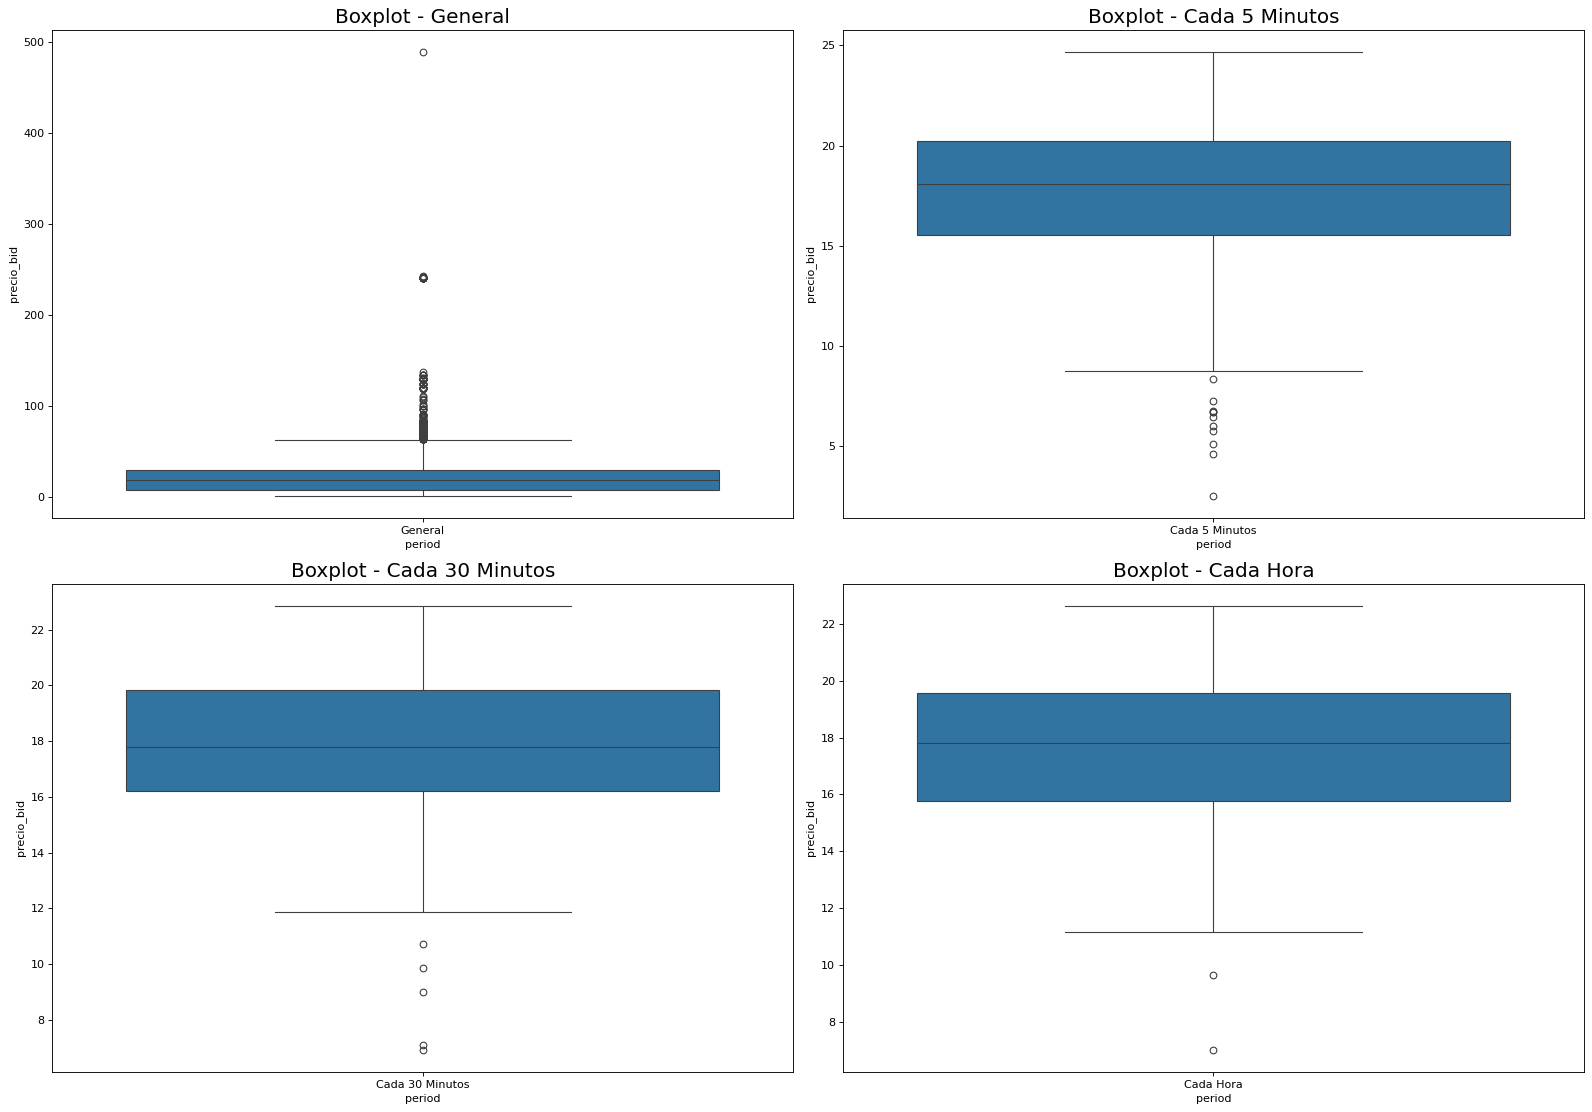 Boxplot - General
500
400
300
200
100
0
precio_bid
General
period
Boxplot - Cada 5 Minutos
25
20
15
10
5
precio_bid
Cada 5 Minutos
period
Boxplot - Cada 30 Minutos
22
20
18
16
14
12
10
8
precio_bid
Cada 30 Minutos
period
Boxplot - Cada Hora
22
20
18
16
14
12
10
8
precio_bid
Cada Hora
period